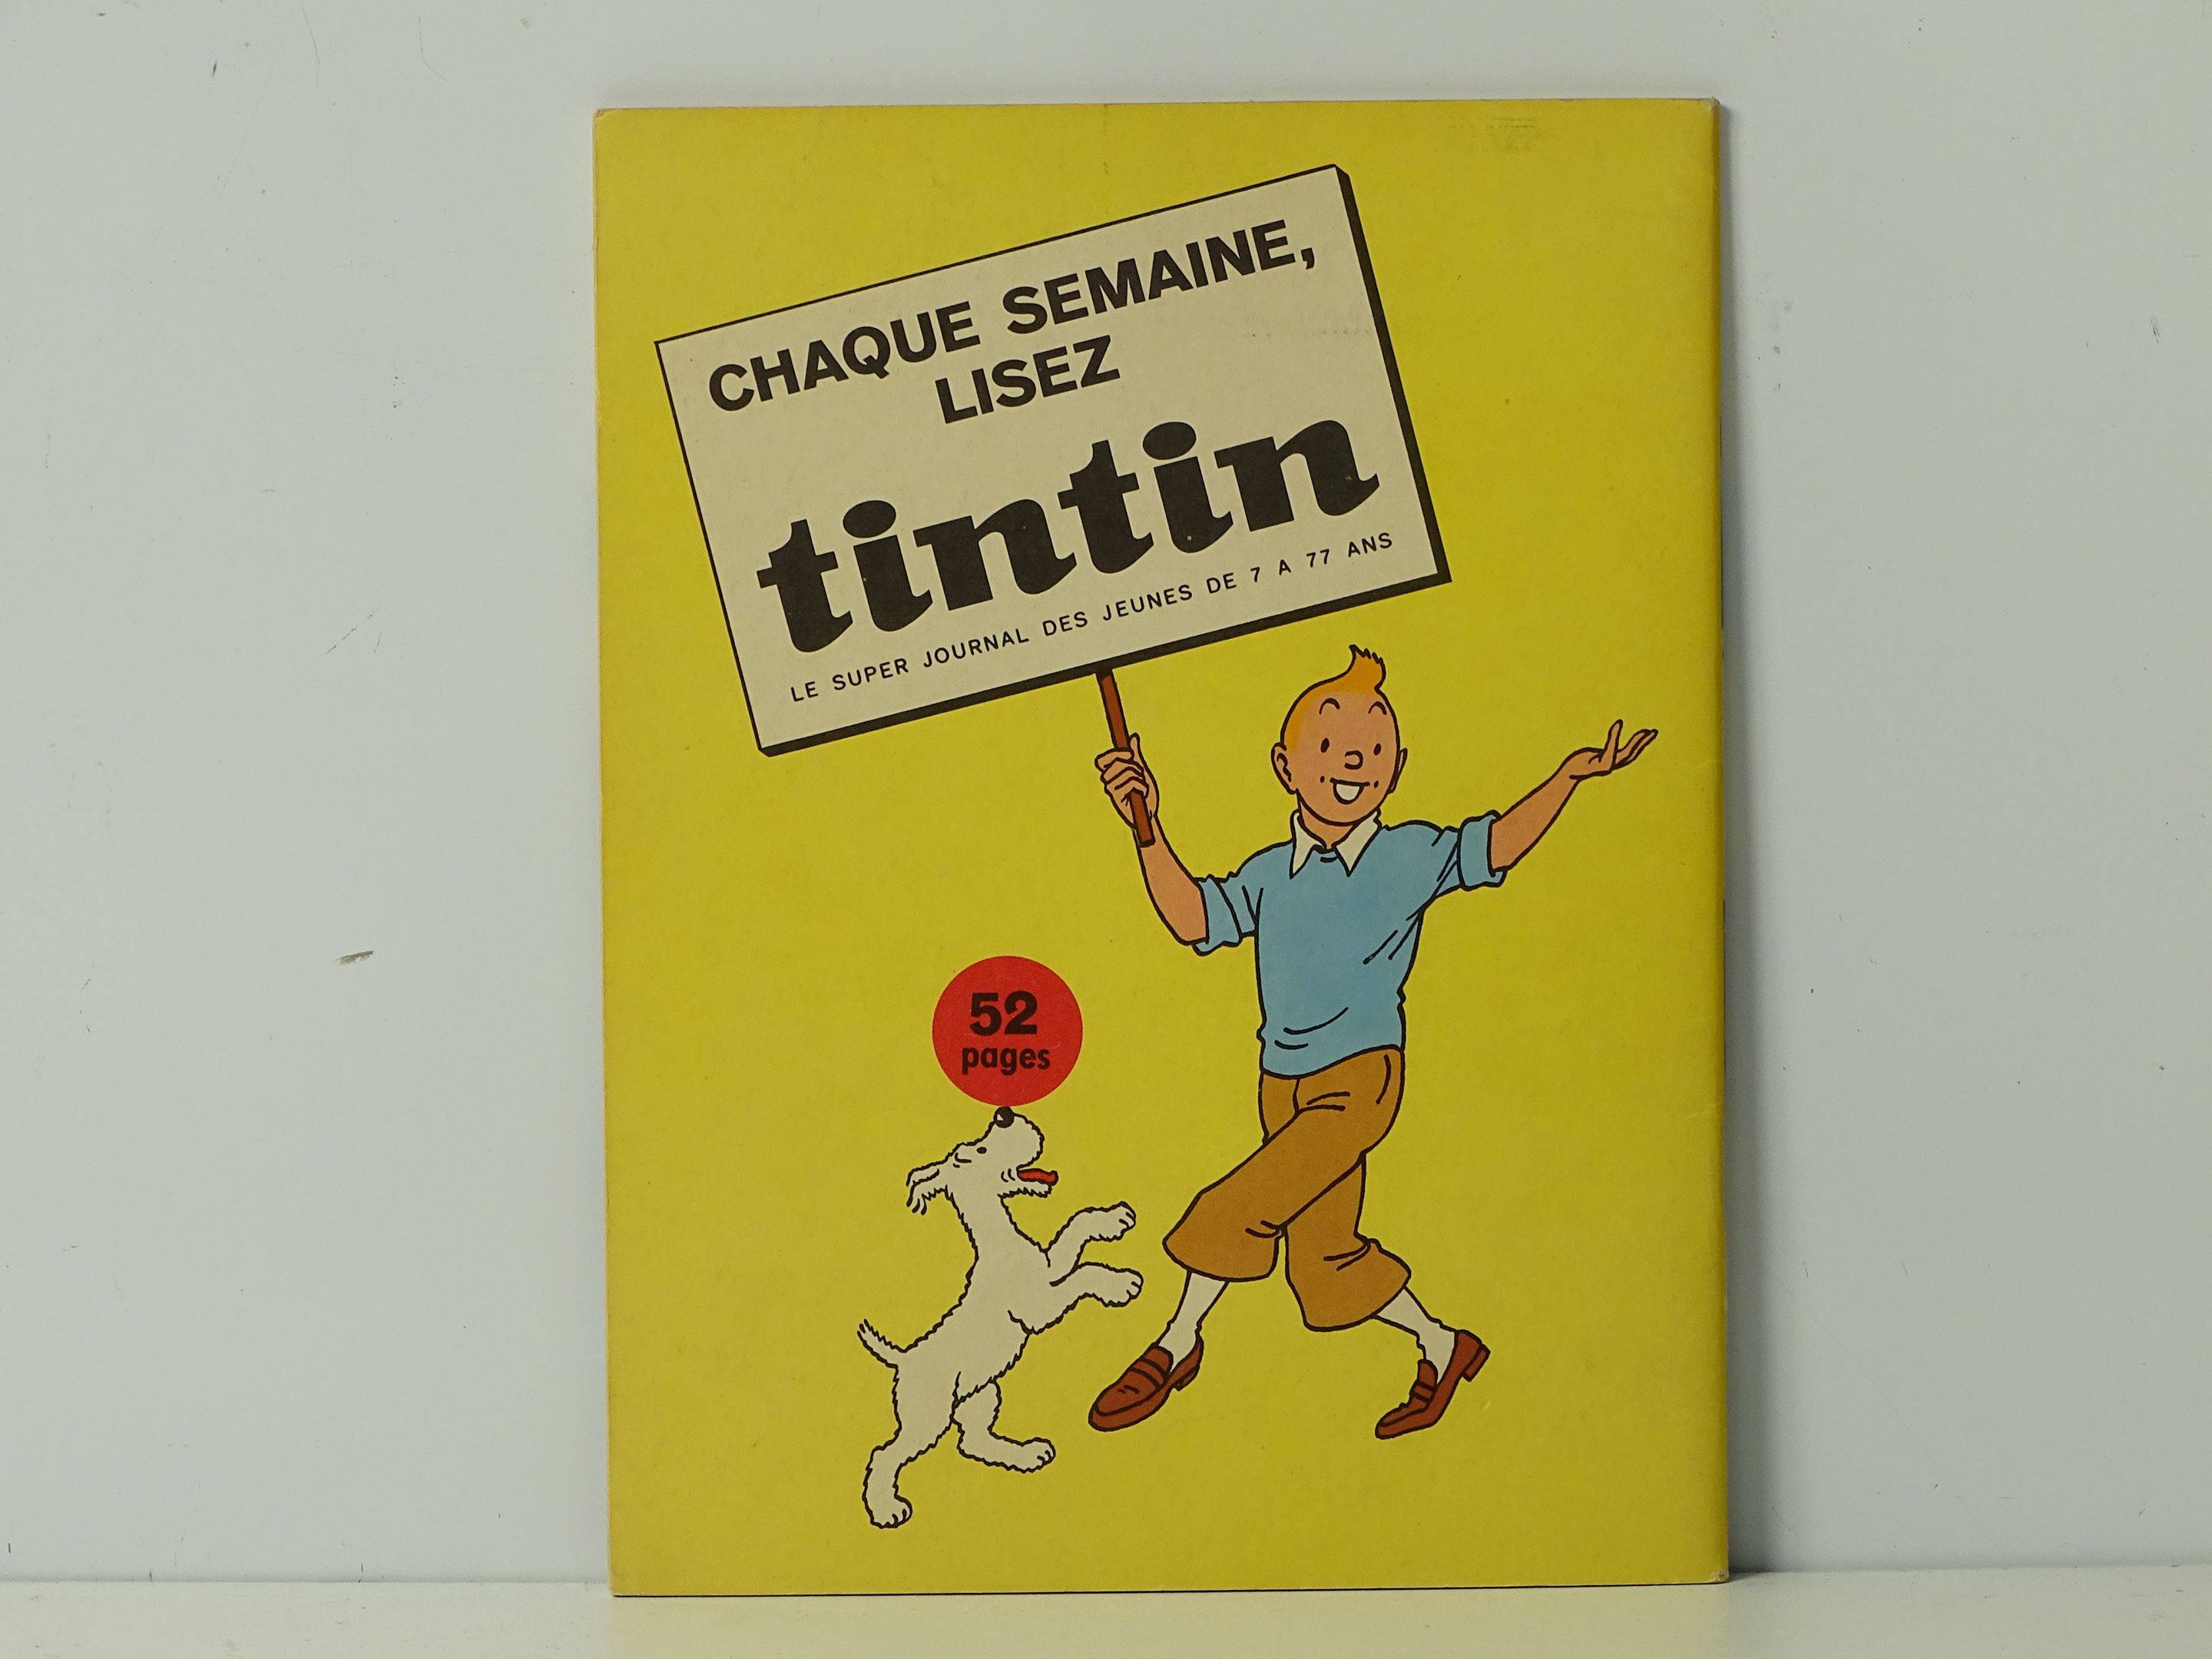 CHAQUE SEMAINE,
LISEZ
tintin
LE SUPER JOURNAL DES JEUNES DE 7 A 77 ANS
52
pages